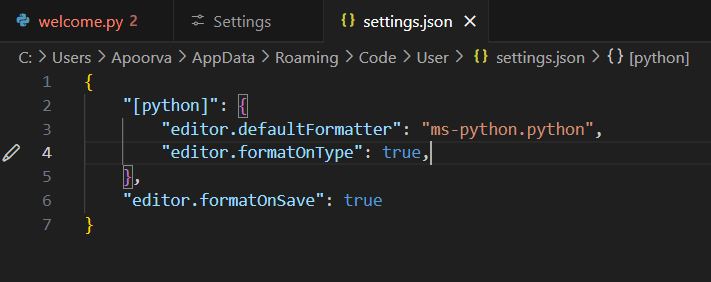 welcome.py 2 Settings {} settings.json ×
C: > Users > Apoorva > AppData > Roaming > Code > User > {} settings.json > {} [python]
1 {
2 "[python]": {
3 "editor.defaultFormatter": "ms-python.python",
4 "editor.formatOnType": true,
5 },
6 "editor.formatOnSave": true
7 }